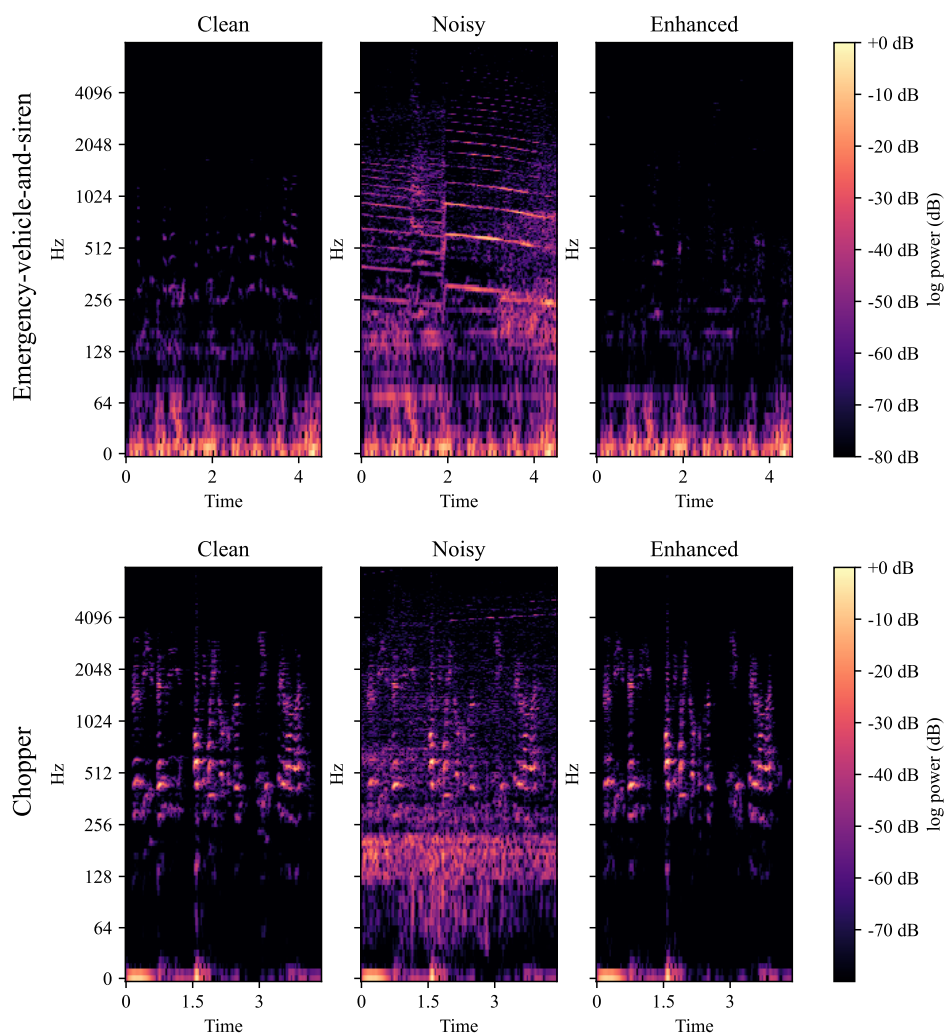 Clean
Noisy
Enhanced
Emergency-vehicle-and-siren
Hz
4096
2048
1024
512
256
128
64
0
0
2
4
Time
Hz
0
2
4
Time
Hz
0
2
4
Time
+0 dB
-10 dB
-20 dB
-30 dB
-40 dB
-50 dB
-60 dB
-70 dB
-80 dB
log power (dB)
Clean
Noisy
Enhanced
Chopper
Hz
4096
2048
1024
512
256
128
64
0
0
1.5
3
Time
Hz
0
1.5
3
Time
Hz
0
1.5
3
Time
+0 dB
-10 dB
-20 dB
-30 dB
-40 dB
-50 dB
-60 dB
-70 dB
log power (dB)